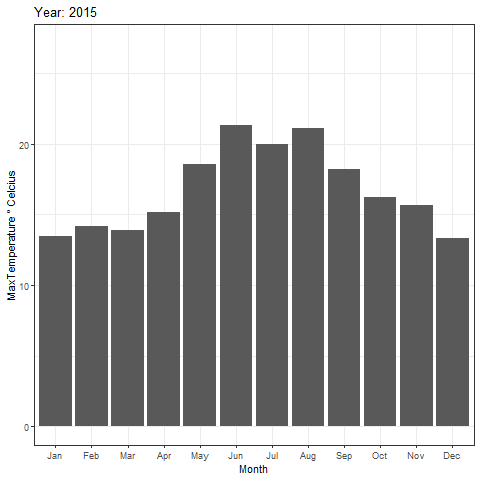 Year: 2015
MaxTemperature " Celcius
20
10
0
Jan Feb Mar Apr May Jun Jul Aug Sep Oct Nov Dec
Month